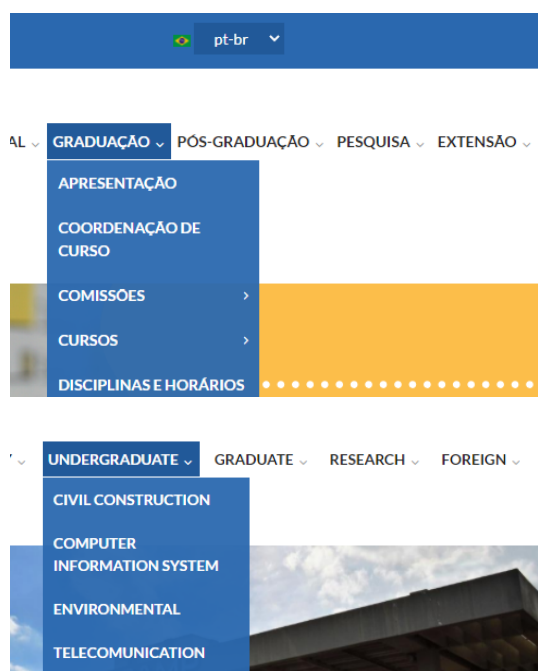 pt-br
AL GRADUAÇÃO PÓS-GRADUAÇÃO PESQUISA EXTENSÃO
APRESENTAÇÃO
COORDENAÇÃO DE
CURSO
COMISSÕES
CURSOS
DISCIPLINAS E HORÁRIOS
UNDERGRADUATE GRADUATE RESEARCH FOREIGN
CIVIL CONSTRUCTION
COMPUTER
INFORMATION SYSTEM
ENVIRONMENTAL
TELECOMUNICATION